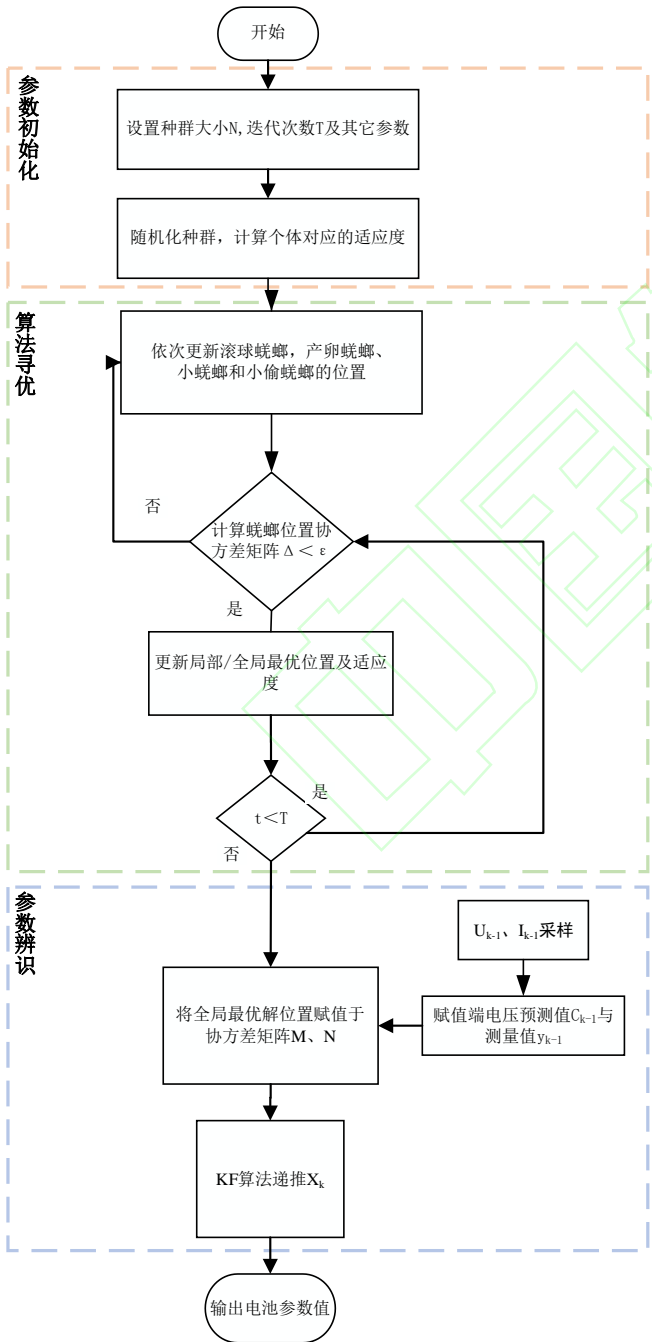 开始
参数初始化
设置种群大小N,迭代次数T及其它参数
随机化种群，计算个体对应的适应度
算法寻优
依次更新滚球蜣螂，产卵蜣螂、
小蜣螂和小偷蜣螂的位置
否
计算蜣螂位置协
方差矩阵Δ＜ε
是
更新局部/全局最优位置及适应
度
是
t＜T
否
参数辨识
Uk-1、Ik-1采样
将全局最优解位置赋值于
协方差矩阵M、N
赋值端电压预测值Ck-1与
测量值yk-1
KF算法递推Xk
输出电池参数值